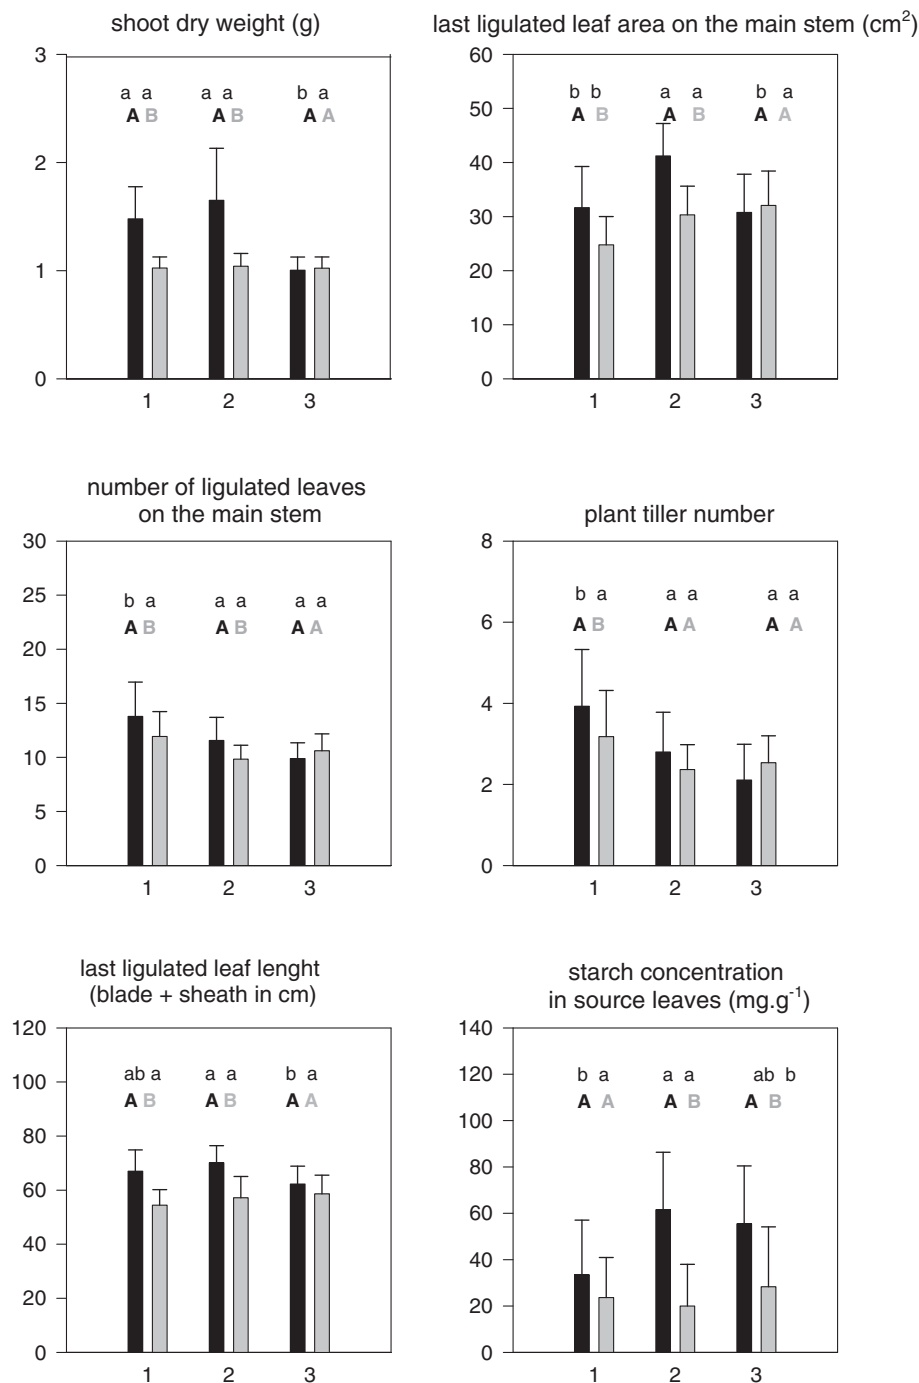 shoot dry weight (g)
3
2
1
0
a a a a b a
A B A B A A
1 2 3
last ligulated leaf area on the main stem (cm²)
60
50
40
30
20
10
0
b b a a b a
A B A B A A
1 2 3
number of ligulated leaves
on the main stem
30
25
20
15
10
5
0
b a a a a a
A B A B A A
1 2 3
plant tiller number
8
6
4
2
0
b a a a a a
A B A A A A
1 2 3
last ligulated leaf lenght
(blade + sheath in cm)
120
100
80
60
40
20
0
ab a a a b a
A B A B A A
1 2 3
starch concentration
in source leaves (mg.g⁻¹)
140
120
100
80
60
40
20
0
b a a a ab b
A A A B A B
1 2 3